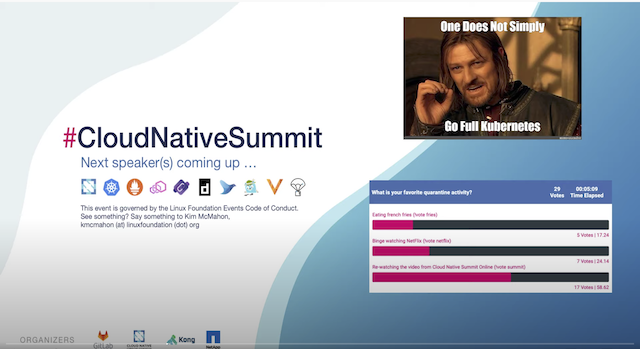 One Does Not Simply
Go Full Kubernetes
#CloudNativeSummit
Next speaker(s) coming up ...
This event is governed by the Linux Foundation Events Code of Conduct.
See something? Say something to Kim McMahon,
kmcmahon (at) linuxfoundation (dot) org
What is your favorite quarantine activity?
29 Votes
00:05:09 Time Elapsed
Eating french fries (!vote fries)
5 Votes | 17.24
Binge watching NetFlix (!vote netflix)
7 Votes | 24.14
Re-watching the video from Cloud Native Summit Online (!vote summit)
17 Votes | 58.62
ORGANIZERS
GitLab
CLOUD NATIVE
Kong
NetApp